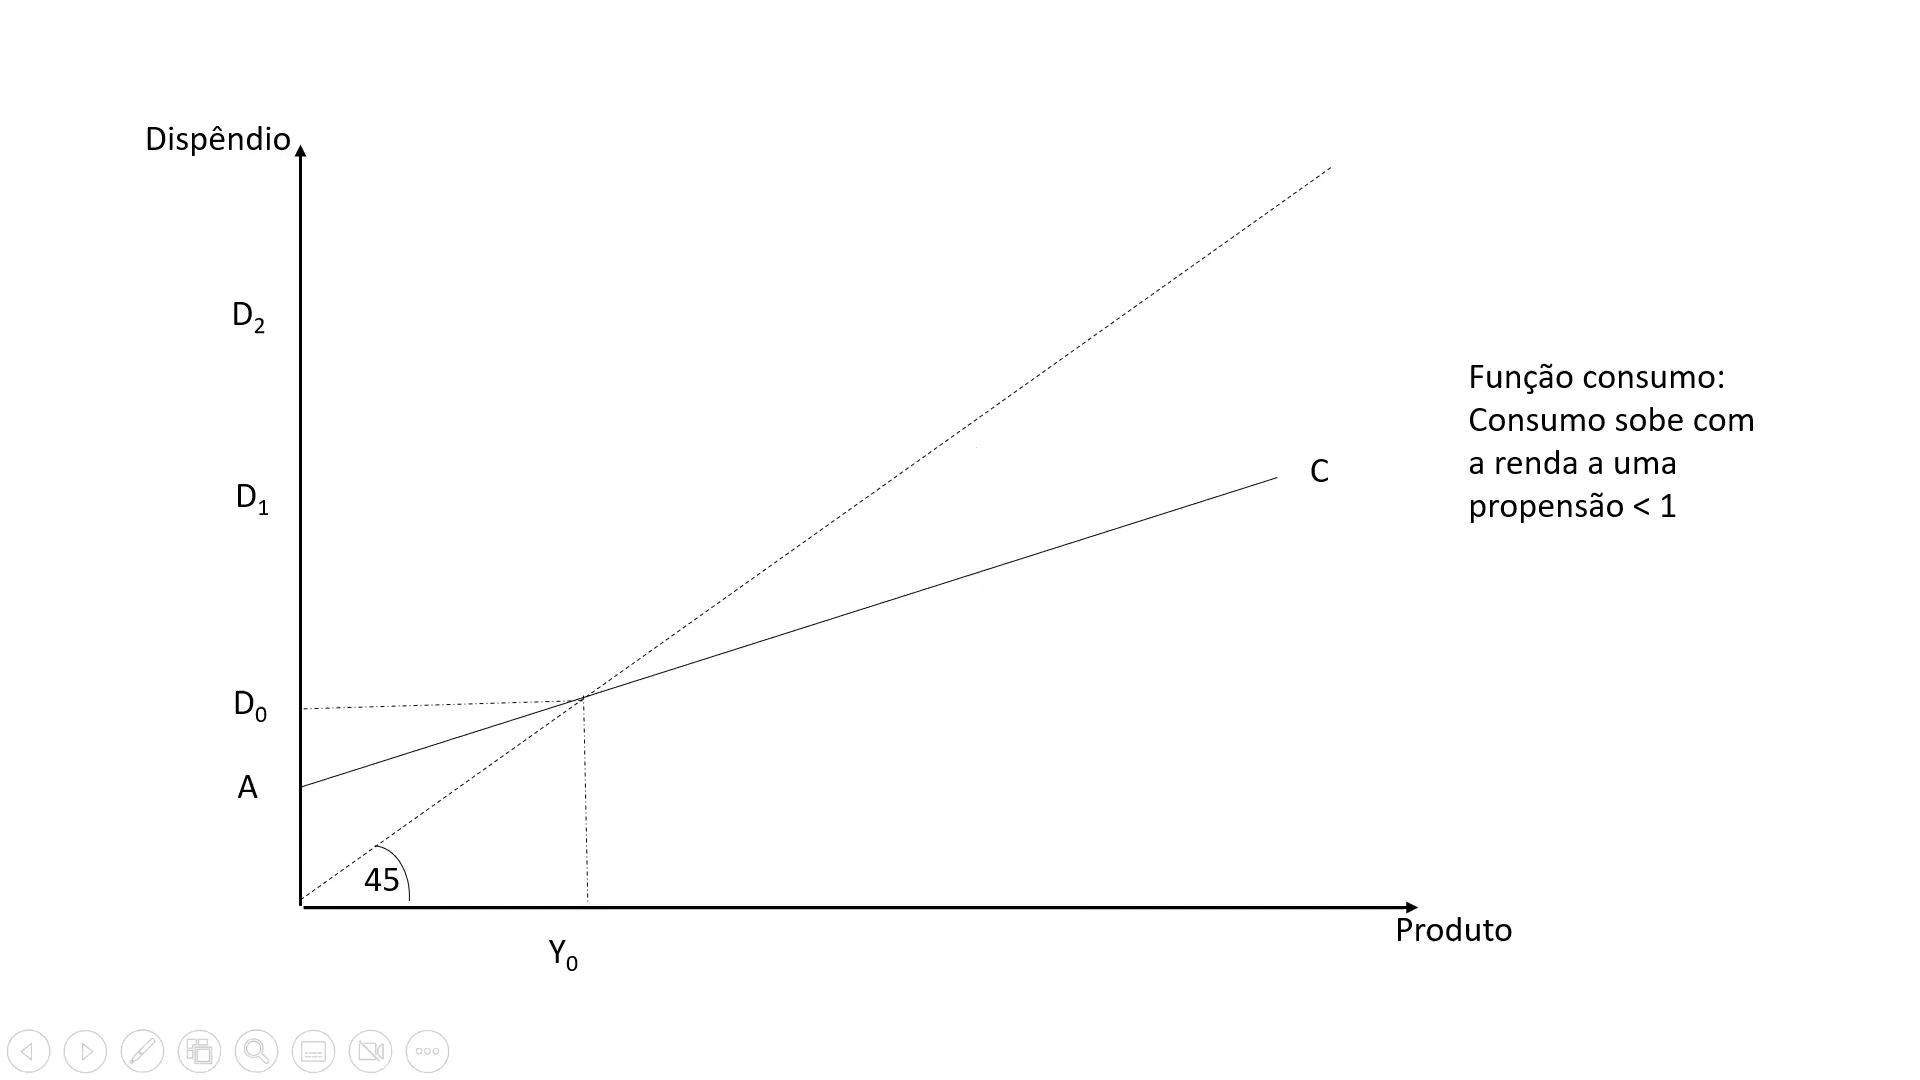 Dispêndio
D₂
Função consumo:
Consumo sobe com
a renda a uma
propensão < 1
C
D₁
D₀
A
45
Produto
Y₀